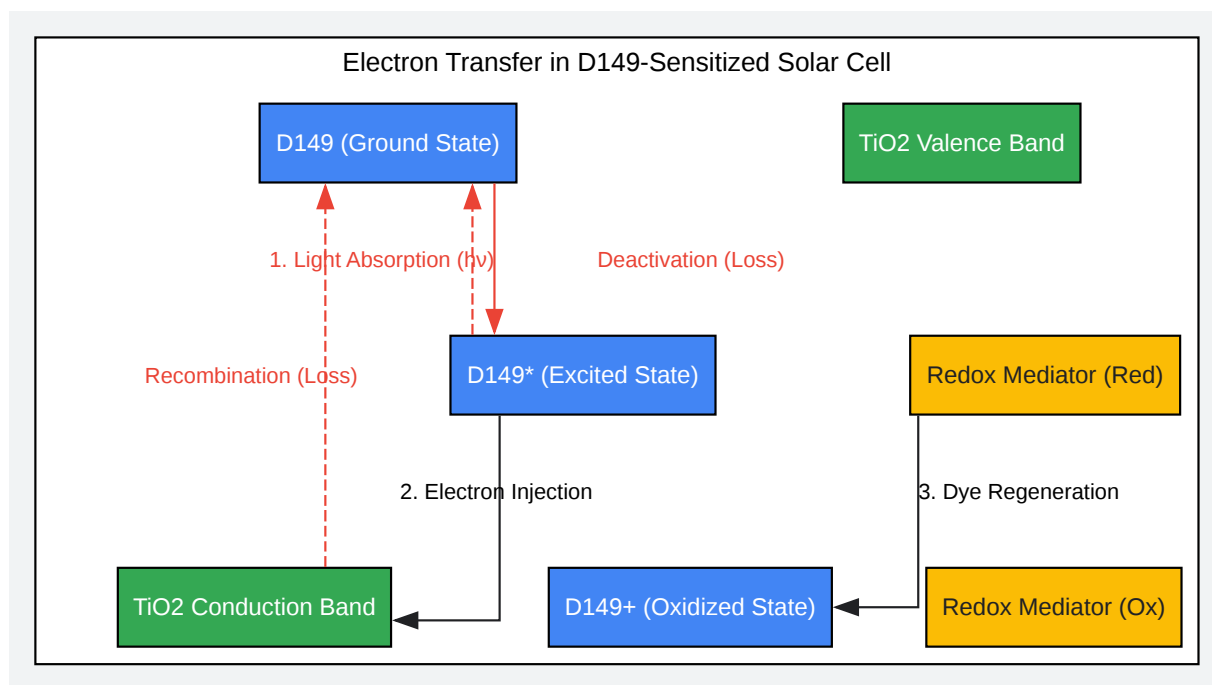 Electron Transfer in D149-Sensitized Solar Cell
D149 (Ground State)
TiO2 Valence Band
1. Light Absorption (hν)
Deactivation (Loss)
Recombination (Loss)
D149* (Excited State)
Redox Mediator (Red)
2. Electron Injection
3. Dye Regeneration
TiO2 Conduction Band
D149+ (Oxidized State)
Redox Mediator (Ox)